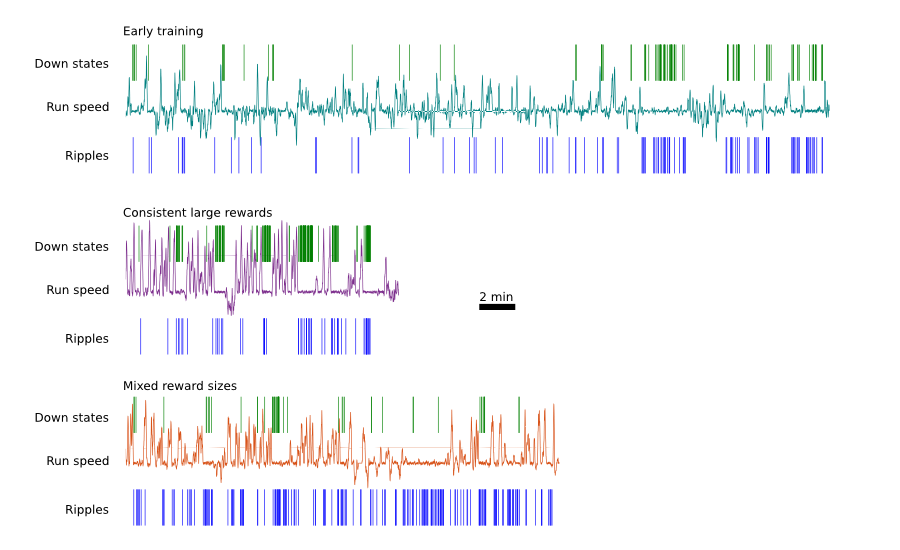 Early training
Down states
Run speed
Ripples
Consistent large rewards
Down states
Run speed
2 min
Ripples
Mixed reward sizes
Down states
Run speed
Ripples